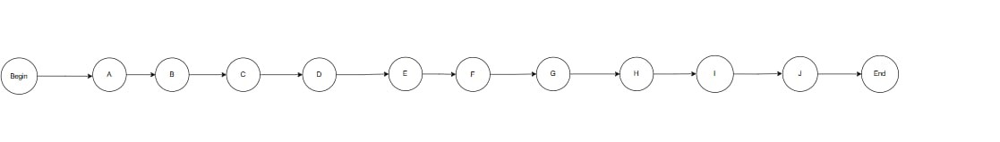 Begin A B C D E F G H I J End